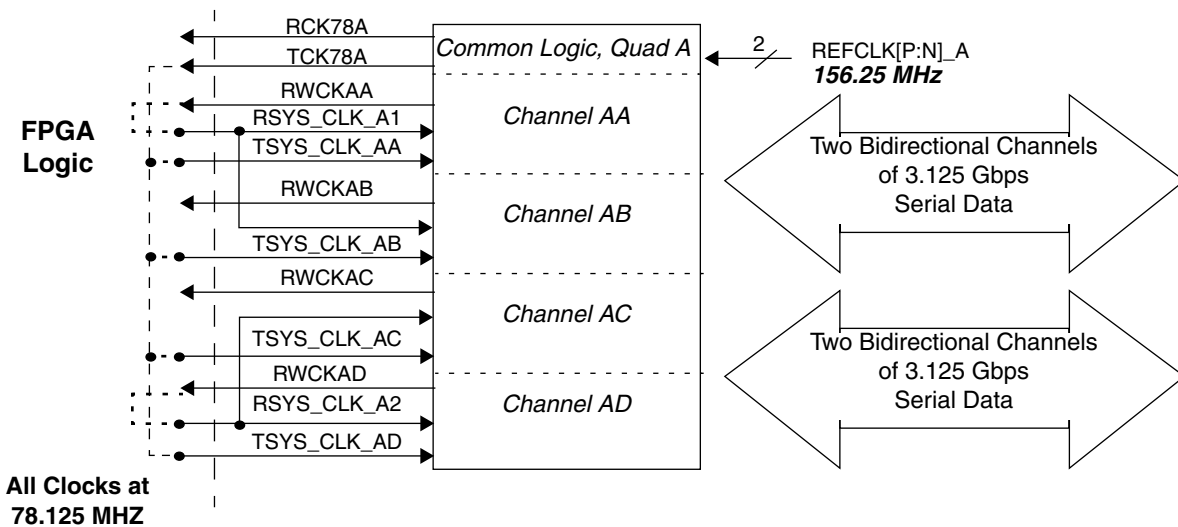 RCK78A
TCK78A
RWCKAA
RSYS_CLK_A1
TSYS_CLK_AA
RWCKAB
TSYS_CLK_AB
RWCKAC
TSYS_CLK_AC
RWCKAD
RSYS_CLK_A2
TSYS_CLK_AD
FPGA
Logic
All Clocks at
78.125 MHZ
Common Logic, Quad A
Channel AA
Channel AB
Channel AC
Channel AD
2
REFCLK[P:N]_A
156.25 MHz
Two Bidirectional Channels
of 3.125 Gbps
Serial Data
Two Bidirectional Channels
of 3.125 Gbps
Serial Data